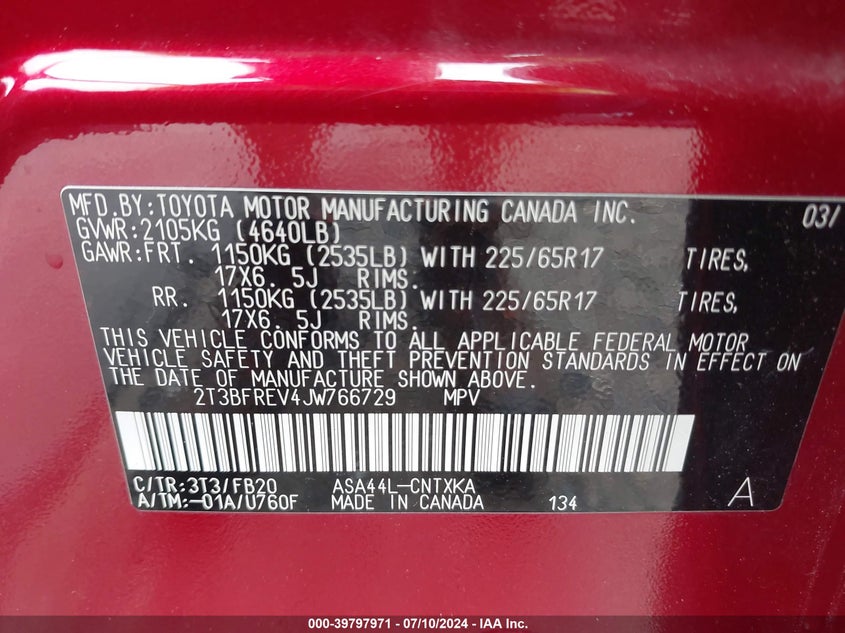 MFD.BY:TOYOTA MOTOR MANUFACTURING CANADA INC. 03/
GVWR:2105KG (4640LB)
GAWR:FRT. 1150KG (2535LB) WITH 225/65R17 TIRES,
17X6. 5J RIMS.
RR. 1150KG (2535LB) WITH 225/65R17 TIRES,
17X6. 5J RIMS.
THIS VEHICLE CONFORMS TO ALL APPLICABLE FEDERAL MOTOR
VEHICLE SAFETY AND THEFT PREVENTION STANDARDS IN EFFECT ON
THE DATE OF MANUFACTURE SHOWN ABOVE.
2T3BFREV4JW766729 MPV
C/TR:3T3/FB20 ASA44L-CNTXKA
A/TM:-01A/U760F MADE IN CANADA 134 A
000-39797971 - 07/10/2024 - IAA Inc.